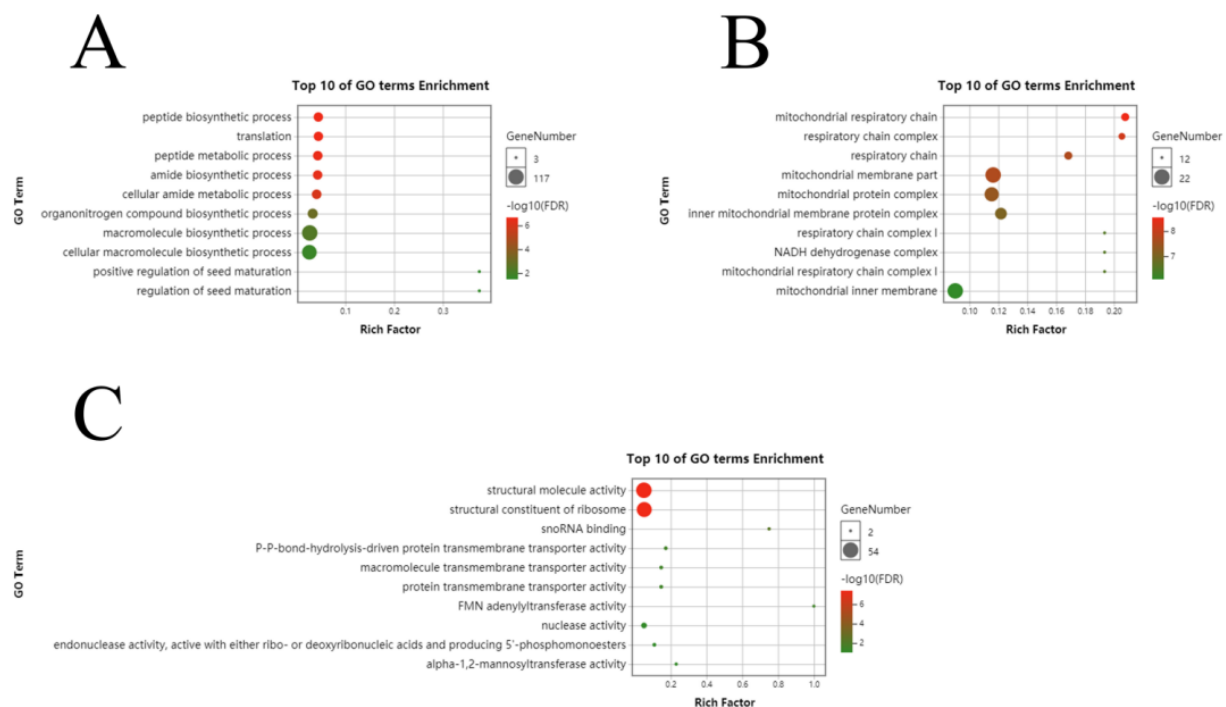 A
Top 10 of GO terms Enrichment
GO Term
peptide biosynthetic process
translation
peptide metabolic process
amide biosynthetic process
cellular amide metabolic process
organonitrogen compound biosynthetic process
macromolecule biosynthetic process
cellular macromolecule biosynthetic process
positive regulation of seed maturation
regulation of seed maturation
0.1 0.2 0.3
Rich Factor
GeneNumber
3
117
-log10(FDR)
6
4
2
B
Top 10 of GO terms Enrichment
GO Term
mitochondrial respiratory chain
respiratory chain complex
respiratory chain
mitochondrial membrane part
mitochondrial protein complex
inner mitochondrial membrane protein complex
respiratory chain complex I
NADH dehydrogenase complex
mitochondrial respiratory chain complex I
mitochondrial inner membrane
0.10 0.12 0.14 0.16 0.18 0.20
Rich Factor
GeneNumber
12
22
-log10(FDR)
8
7
C
Top 10 of GO terms Enrichment
GO Term
structural molecule activity
structural constituent of ribosome
snoRNA binding
P-P-bond-hydrolysis-driven protein transmembrane transporter activity
macromolecule transmembrane transporter activity
protein transmembrane transporter activity
FMN adenylyltransferase activity
nuclease activity
endonuclease activity, active with either ribo- or deoxyribonucleic acids and producing 5'-phosphomonoesters
alpha-1,2-mannosyltransferase activity
0.2 0.4 0.6 0.8 1.0
Rich Factor
GeneNumber
2
54
-log10(FDR)
6
4
2